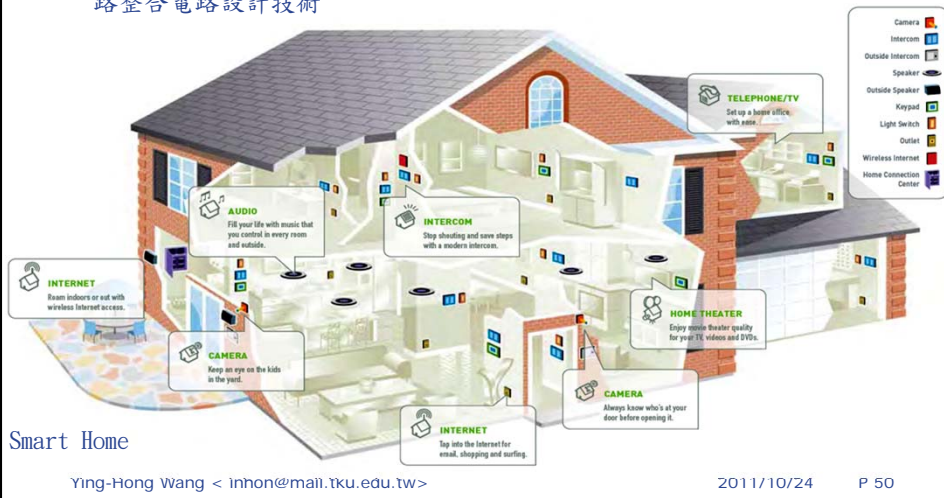 路整合電路設計技術
Camera
Intercom
Outside Intercom
Speaker
Outside Speaker
Keypad
Light Switch
Outlet
Wireless Internet
Home Connection
Center
TELEPHONE/TV
Set up a home office
with ease.
AUDIO
Fill your life with music that
you control in every room
and outside.
INTERCOM
Stop shouting and save steps
with a modern intercom.
INTERNET
Roam indoors or out with
wireless Internet access.
HOME THEATER
Enjoy movie theater quality
for your TV, videos and DVDs.
CAMERA
Keep an eye on the kids
in the yard.
CAMERA
Always know who's at your
door before opening it.
INTERNET
Tap into the Internet for
email, shopping and surfing.
Smart Home
Ying-Hong Wang < inhon@mail.tku.edu.tw>
2011/10/24
P 50